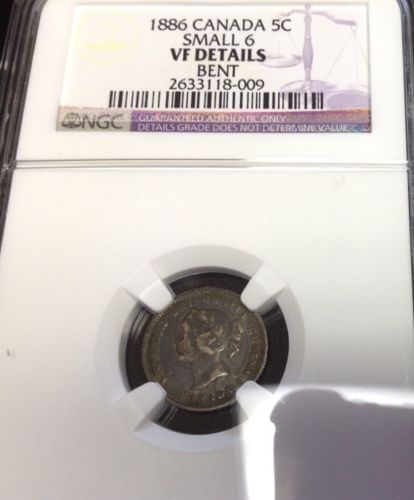 1886 CANADA 5C
SMALL 6
VF DETAILS
BENT
2633118-009
NGC
GUARANTEED AUTHENTIC ONLY
DETAILS GRADE DOES NOT DETERMINE VALUE
CANADA